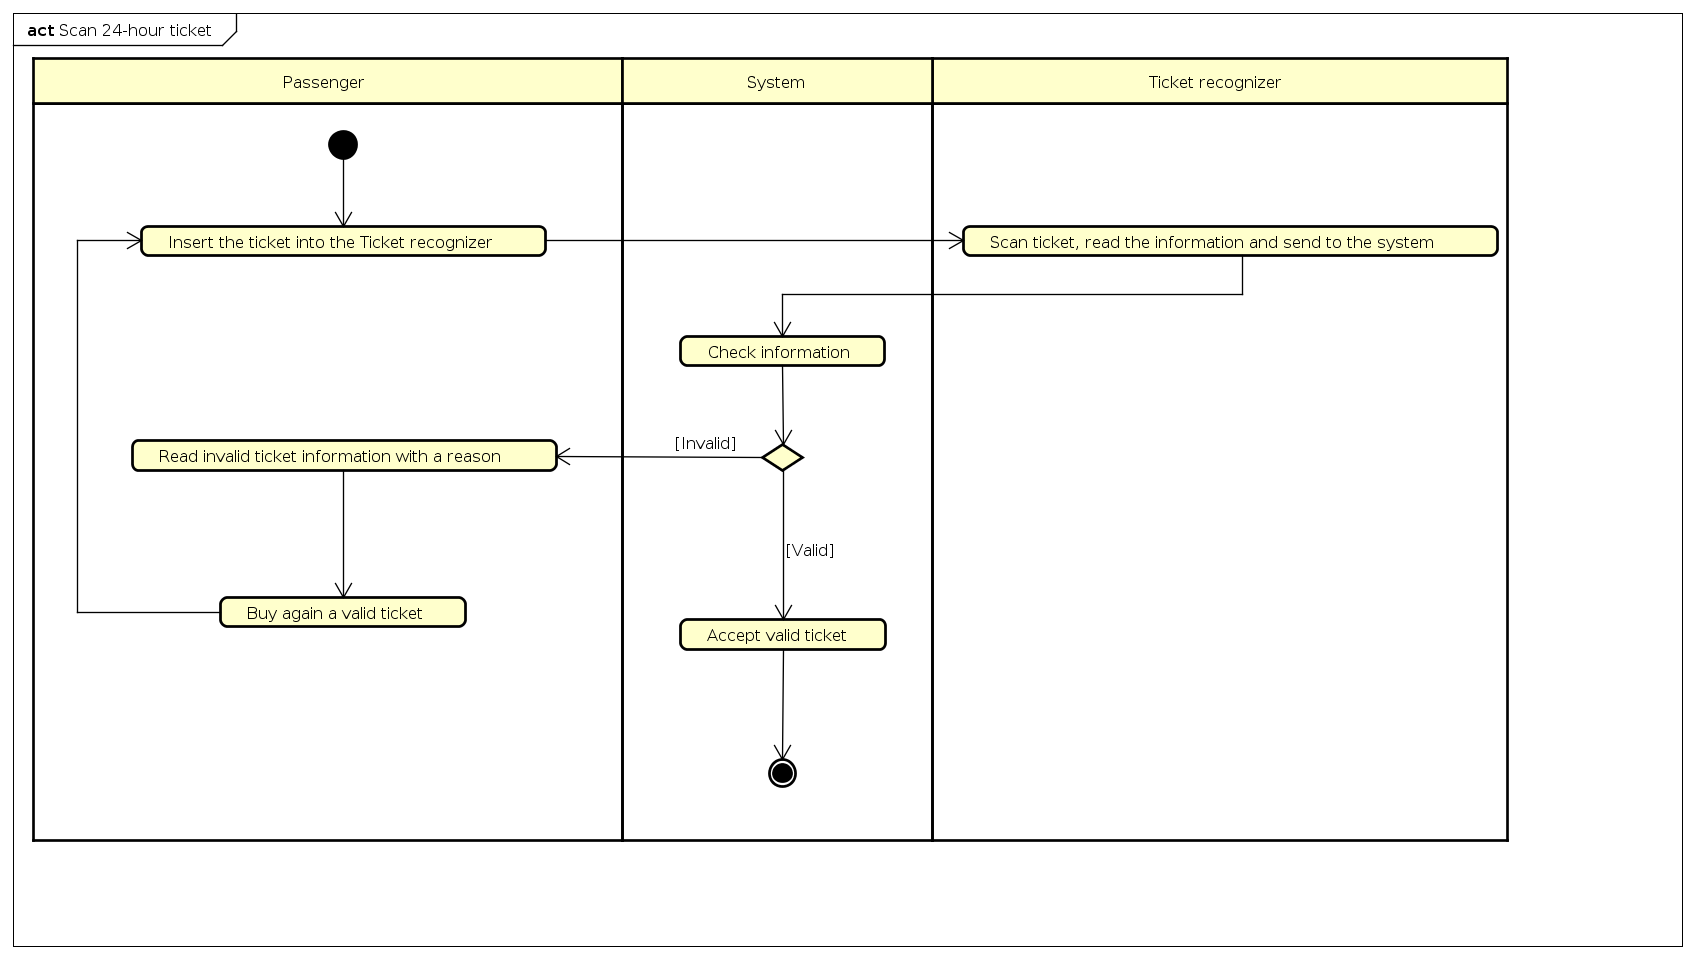 act Scan 24-hour ticket
Passenger
System
Ticket recognizer
Insert the ticket into the Ticket recognizer
Scan ticket, read the information and send to the system
Check information
[Invalid]
Read invalid ticket information with a reason
[Valid]
Buy again a valid ticket
Accept valid ticket